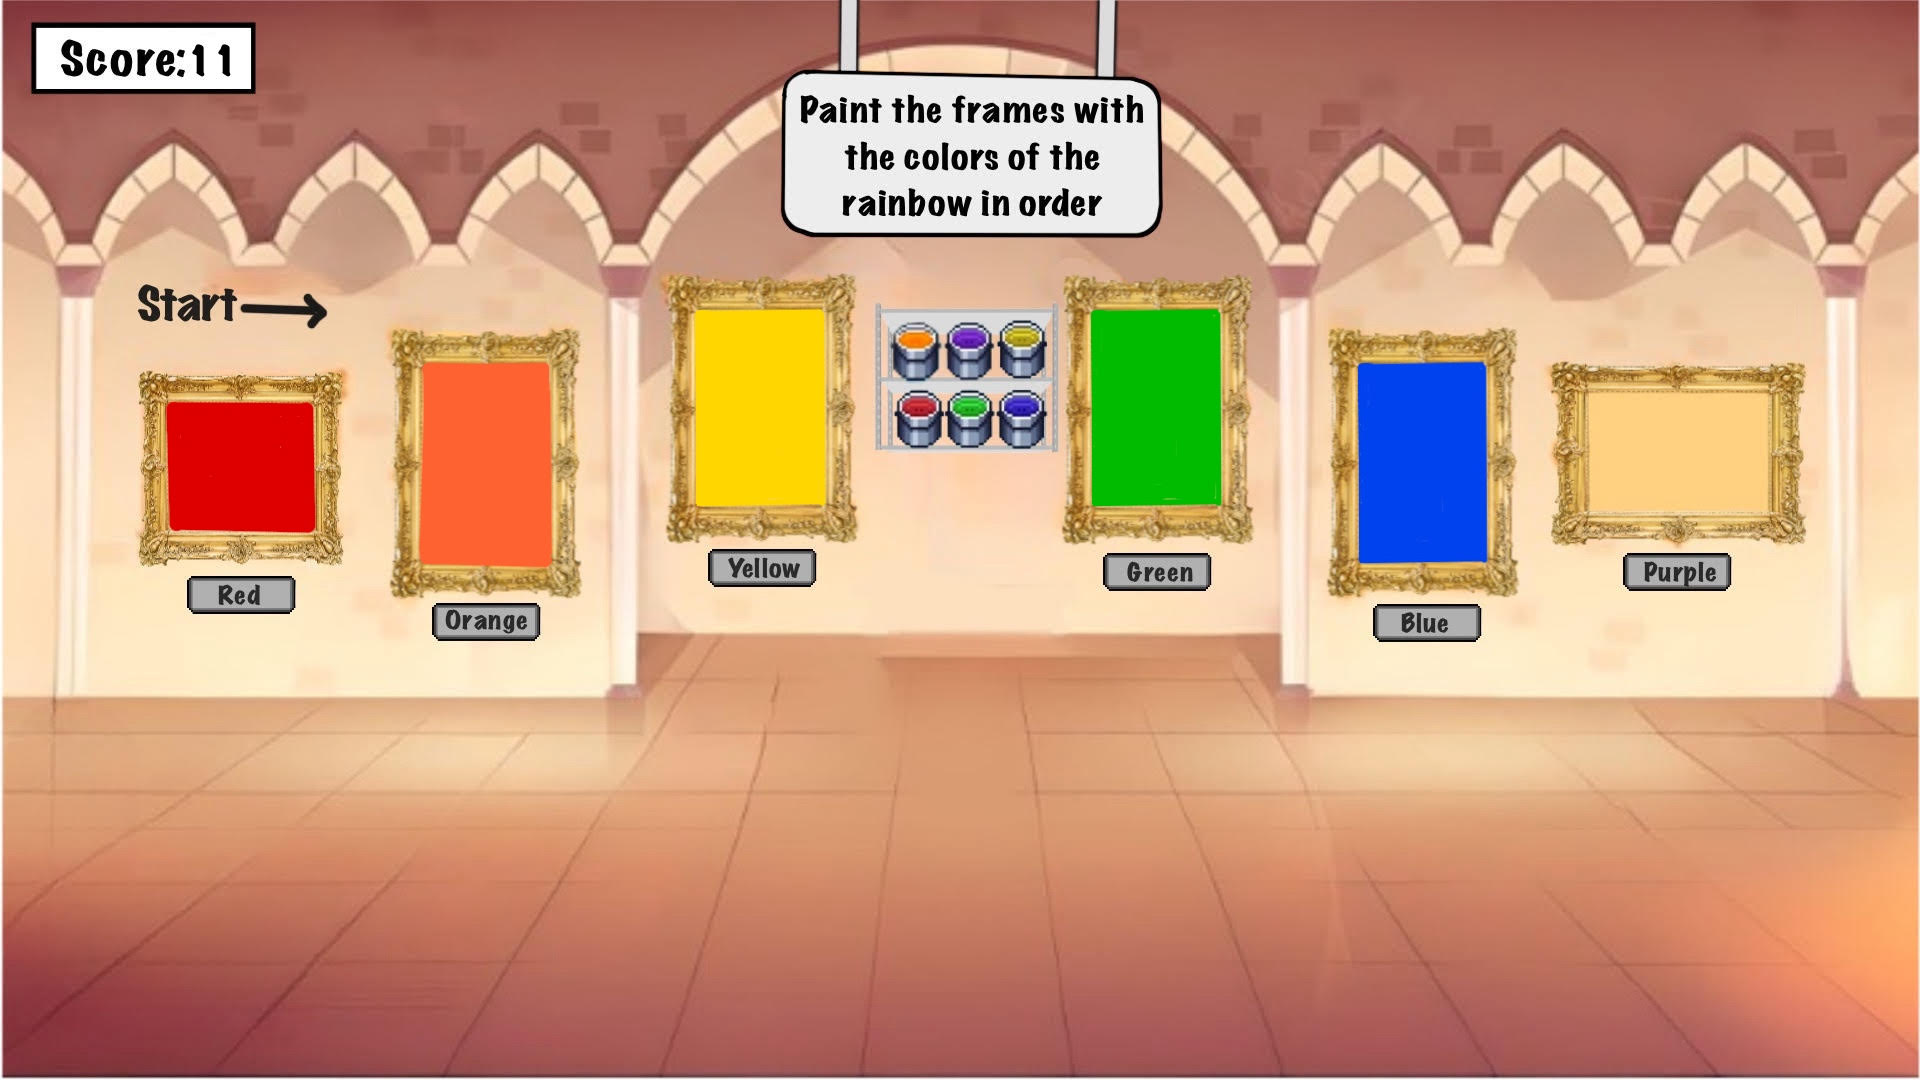 Score:11
Paint the frames with
the colors of the
rainbow in order
Start
Red
Orange
Yellow
Green
Blue
Purple